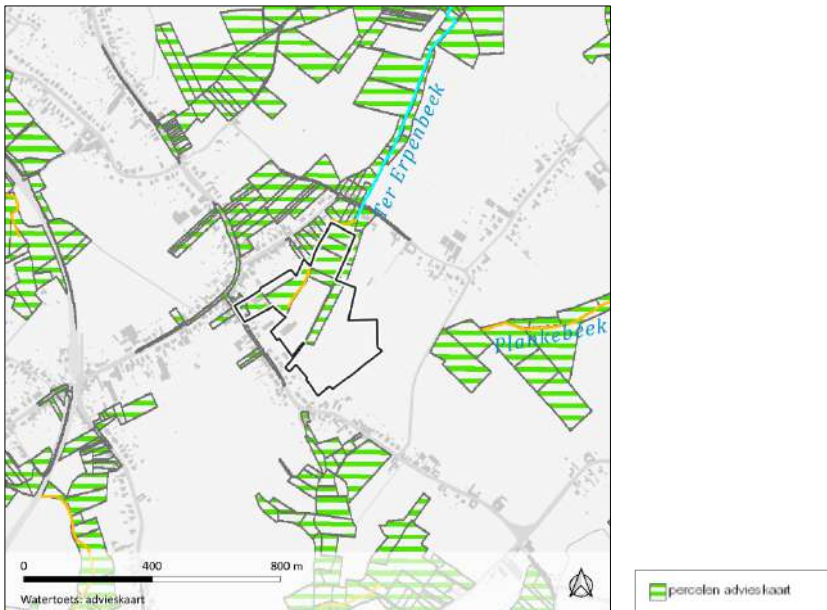 Ter Erpenbeek
Plankebeek
0 400 800 m
Watertoets: advieskaart
percelen advieskaart